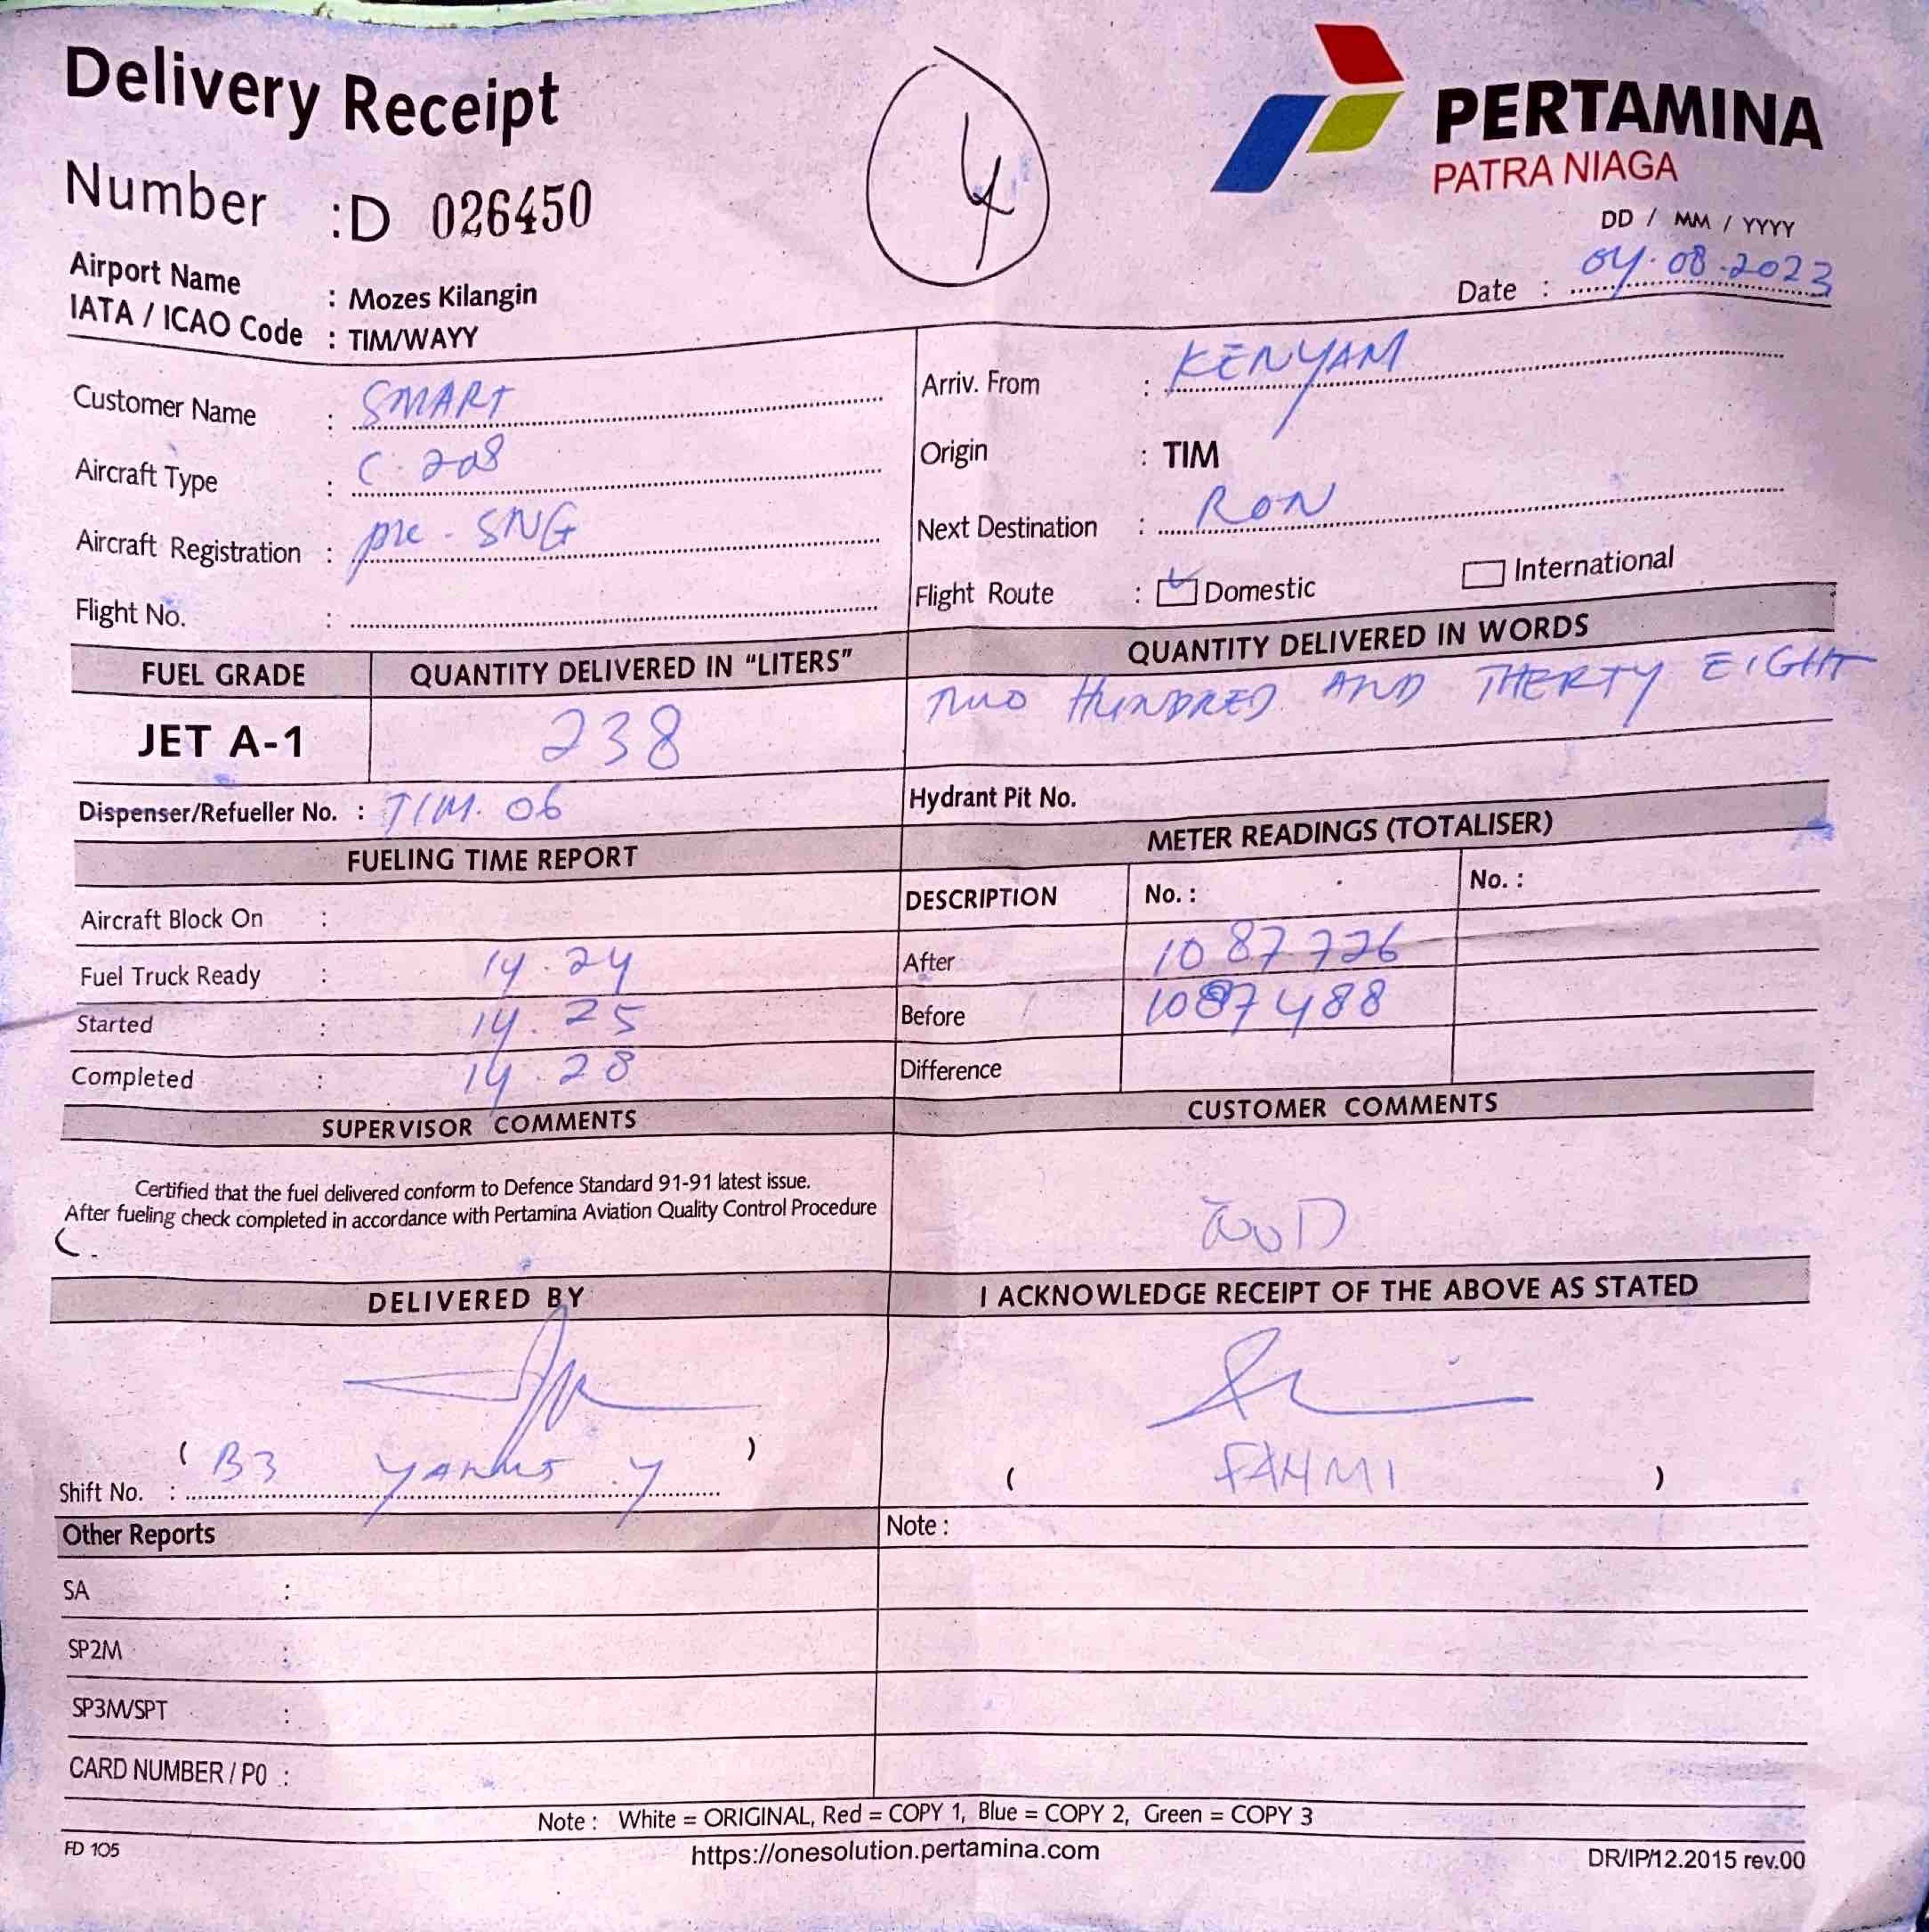 Delivery Receipt
Number : D 026450
4
PERTAMINA
PATRA NIAGA
DD / MM / YYYY
Date : 04.08.2023
Airport Name : Mozes Kilangin
IATA / ICAO Code : TIM/WAYY
Customer Name : SMART
Aircraft Type : C.208
Aircraft Registration : PK - SNG
Flight No. :
Arriv. From : KENYAM
Origin : TIM
Next Destination : RON
Flight Route : Domestic International
FUEL GRADE QUANTITY DELIVERED IN "LITERS" QUANTITY DELIVERED IN WORDS
JET A-1 238 TWO HUNDRED AND THERTY EIGHT
Dispenser/Refueller No. : TIM. 06 Hydrant Pit No.
FUELING TIME REPORT
Aircraft Block On :
Fuel Truck Ready : 14.24
Started : 14.25
Completed : 14.28
METER READINGS (TOTALISER)
DESCRIPTION No. : No. :
After 1087726
Before 1087488
Difference
SUPERVISOR COMMENTS
Certified that the fuel delivered conform to Defence Standard 91-91 latest issue.
After fueling check completed in accordance with Pertamina Aviation Quality Control Procedure
CUSTOMER COMMENTS
DELIVERED BY
( B3 Y )
Shift No. :
I ACKNOWLEDGE RECEIPT OF THE ABOVE AS STATED
( FAHMI )
Other Reports
SA :
SP2M :
SP3M/SPT :
CARD NUMBER / PO :
Note :
Note : White = ORIGINAL, Red = COPY 1, Blue = COPY 2, Green = COPY 3
FD 105 https://onesolution.pertamina.com DR/IP/12.2015 rev.00